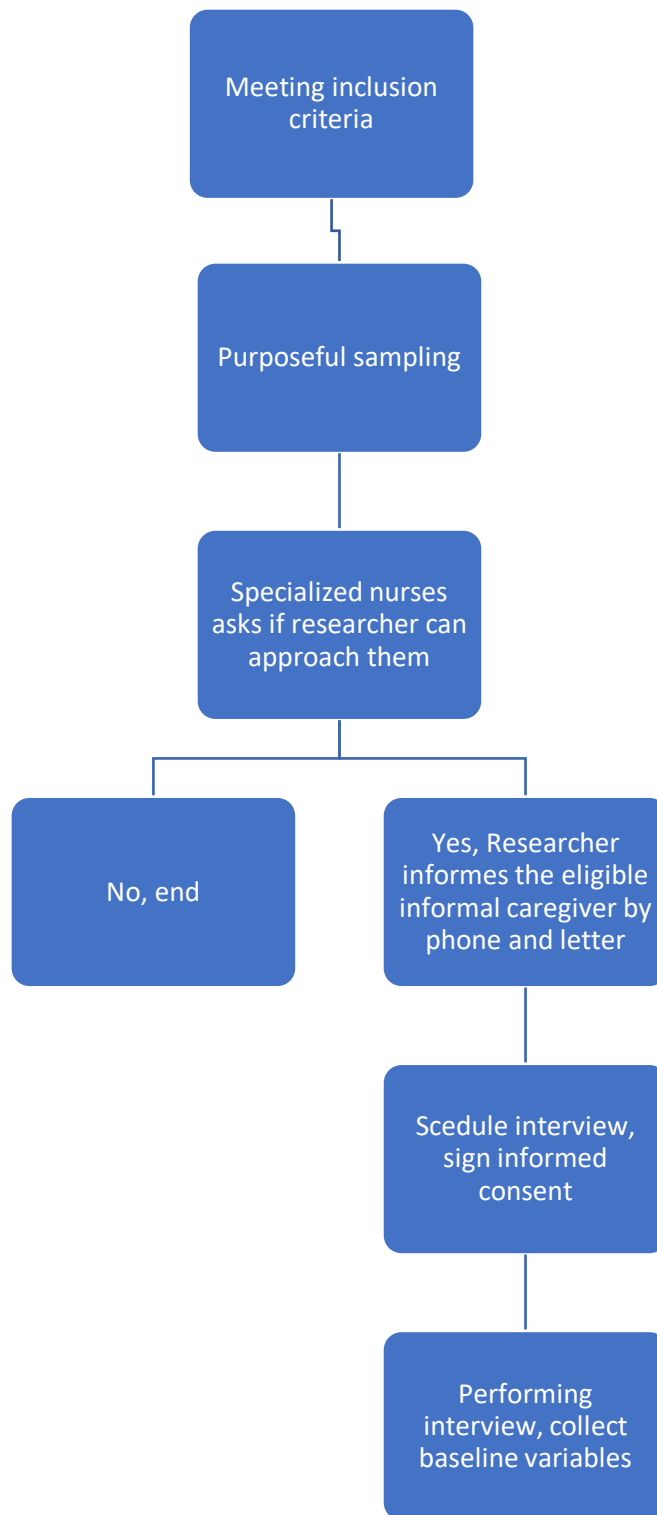 Meeting inclusion
criteria
Purposeful sampling
Specialized nurses
asks if researcher can
approach them
No, end
Yes, Researcher
informes the eligible
informal caregiver by
phone and letter
Scedule interview,
sign informed
consent
Performing
interview, collect
baseline variables